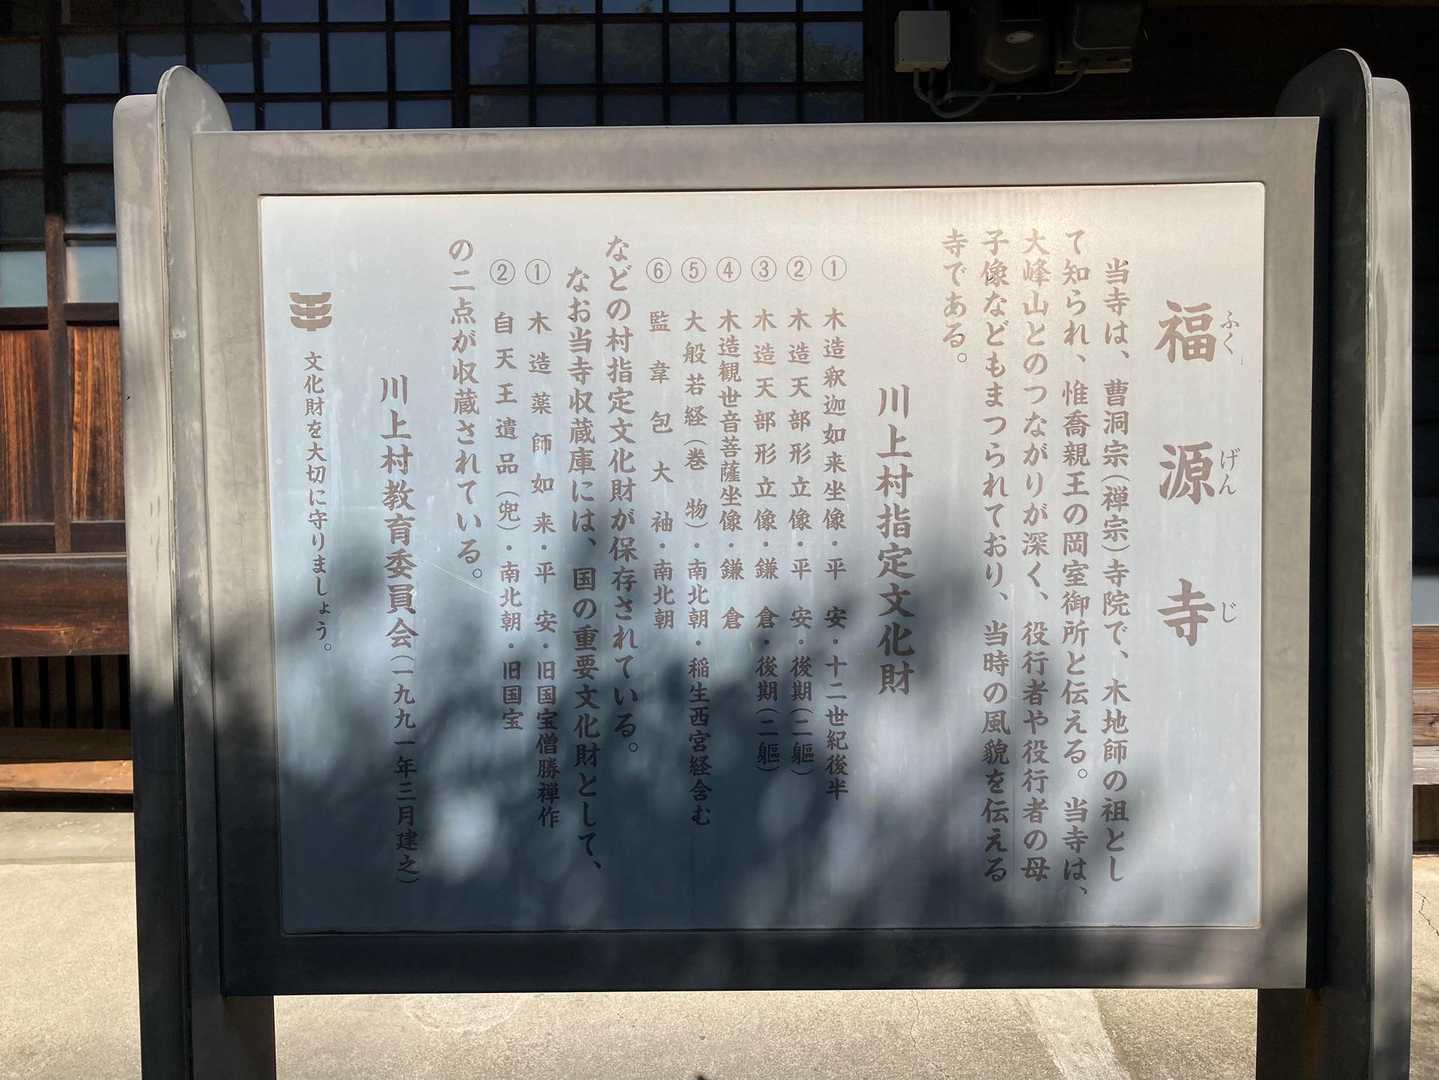 福源寺
ふくげんじ
当寺は、曹洞宗(禅宗)寺院で、木地師の祖とし
て知られ、惟喬親王の岡室御所と伝える。当寺は、
大峰山とのつながりが深く、役行者や役行者の母
子像などもまつられており、当時の風貌を伝える
寺である。
川上村指定文化財
① 木造釈迦如来坐像・平安・十二世紀後半
② 木造天部形立像・平安・後期(二軀)
③ 木造天部形立像・鎌倉・後期(二軀)
④ 木造観世音菩薩坐像・鎌倉
⑤ 大般若経(巻物)・南北朝・稲生西宮経含む
⑥ 監韋包大袖・南北朝
などの村指定文化財が保存されている。
なお当寺収蔵庫には、国の重要文化財として、
① 木造薬師如来・平安・旧国宝僧勝禅作
② 自天王遺品(兜)・南北朝・旧国宝
の二点が収蔵されている。
川上村教育委員会(一九九一年三月建之)
文化財を大切に守りましょう。